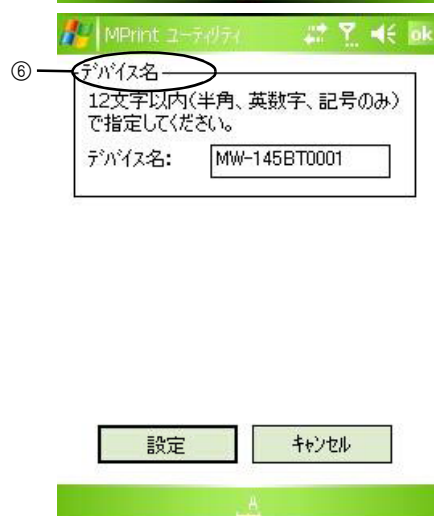 MPrint ユーティリティ
ok
⑥
デバイス名
12文字以内(半角、英数字、記号のみ)
で指定してください。
デバイス名:
MW-145BT0001
設定
キャンセル
A